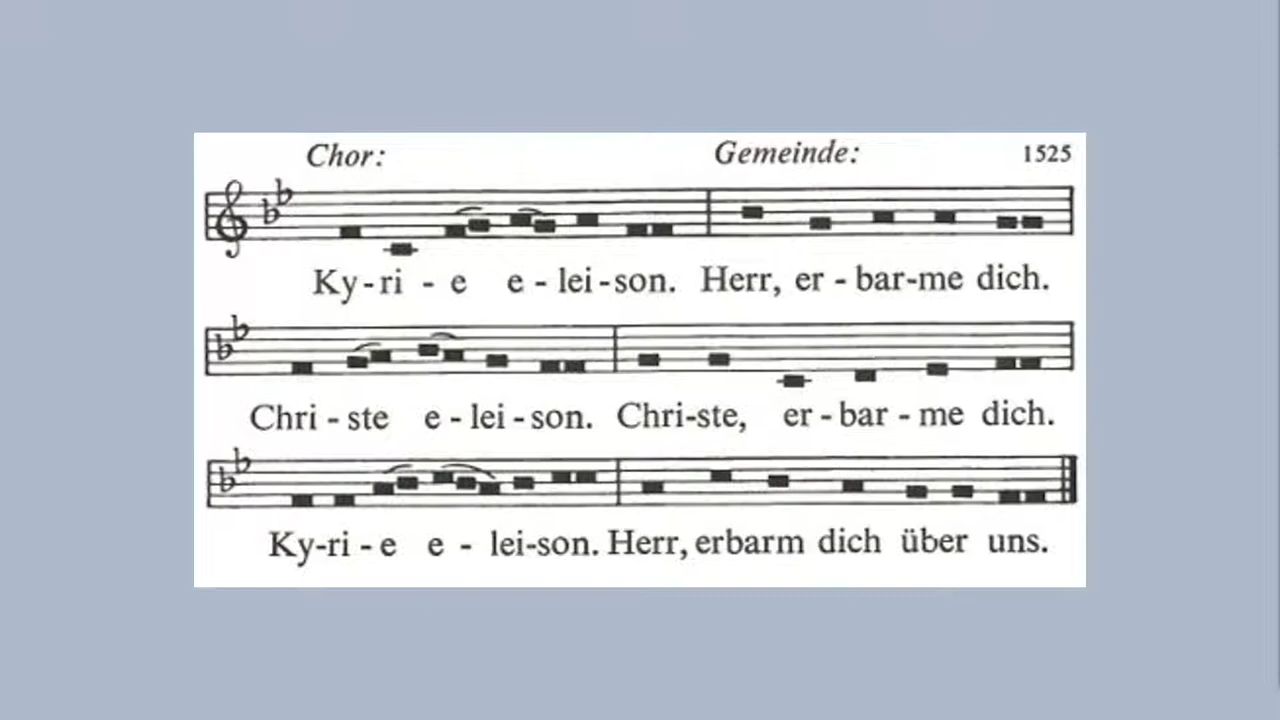 Chor: Gemeinde: 1525
Ky-ri - e e - lei - son. Herr, er - bar-me dich.
Chri - ste e - lei - son. Chri-ste, er - bar - me dich.
Ky-ri - e e - lei-son. Herr, erbarm dich über uns.